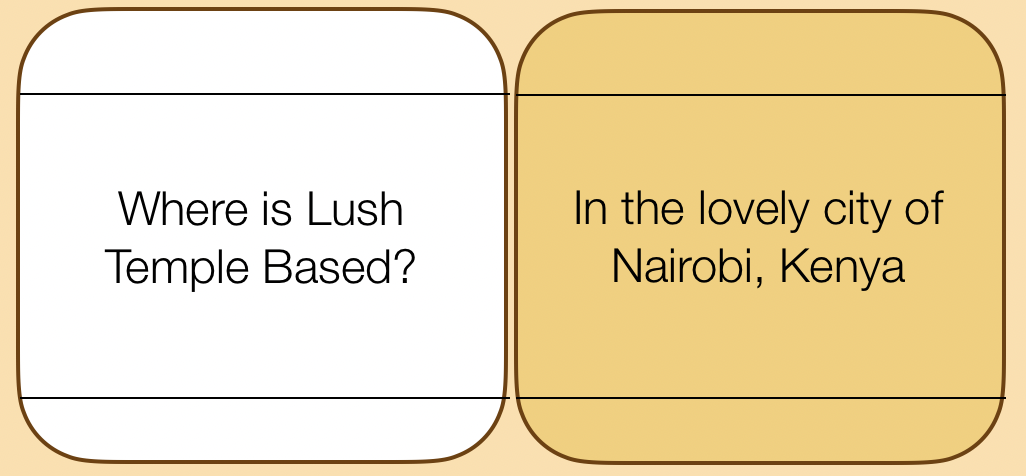 Where is Lush
Temple Based?
In the lovely city of
Nairobi, Kenya